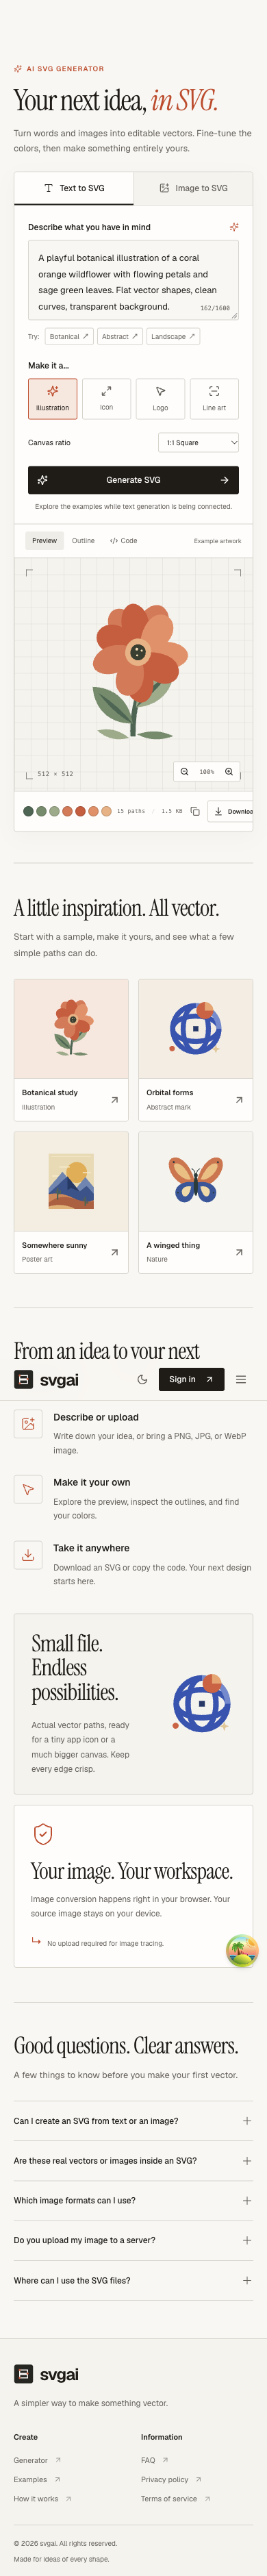 AI SVG GENERATOR
Your next idea, in SVG.
Turn words and images into editable vectors. Fine-tune the
colors, then make something entirely yours.
Text to SVG
Image to SVG
Describe what you have in mind
A playful botanical illustration of a coral
orange wildflower with flowing petals and
sage green leaves. Flat vector shapes, clean
curves, transparent background.
162/1600
Try: Botanical Abstract Landscape
Make it a...
Illustration
Icon
Logo
Line art
Canvas ratio
1:1 Square
Generate SVG
Explore the examples while text generation is being connected.
Preview Outline Code
Example artwork
512 × 512
100%
15 paths / 1.5 KB
Downloa
A little inspiration. All vector.
Start with a sample, make it yours, and see what a few
simple paths can do.
Botanical study
Illustration
Orbital forms
Abstract mark
Somewhere sunny
Poster art
A winged thing
Nature
From an idea to your next
svgai
Sign in
Describe or upload
Write down your idea, or bring a PNG, JPG, or WebP
image.
Make it your own
Explore the preview, inspect the outlines, and find
your colors.
Take it anywhere
Download an SVG or copy the code. Your next design
starts here.
Small file.
Endless
possibilities.
Actual vector paths, ready
for a tiny app icon or a
much bigger canvas. Keep
every edge crisp.
Your image. Your workspace.
Image conversion happens right in your browser. Your
source image stays on your device.
No upload required for image tracing.
Good questions. Clear answers.
A few things to know before you make your first vector.
Can I create an SVG from text or an image?
Are these real vectors or images inside an SVG?
Which image formats can I use?
Do you upload my image to a server?
Where can I use the SVG files?
svgai
A simpler way to make something vector.
Create
Generator
Examples
How it works
Information
FAQ
Privacy policy
Terms of service
© 2026 svgai. All rights reserved.
Made for ideas of every shape.